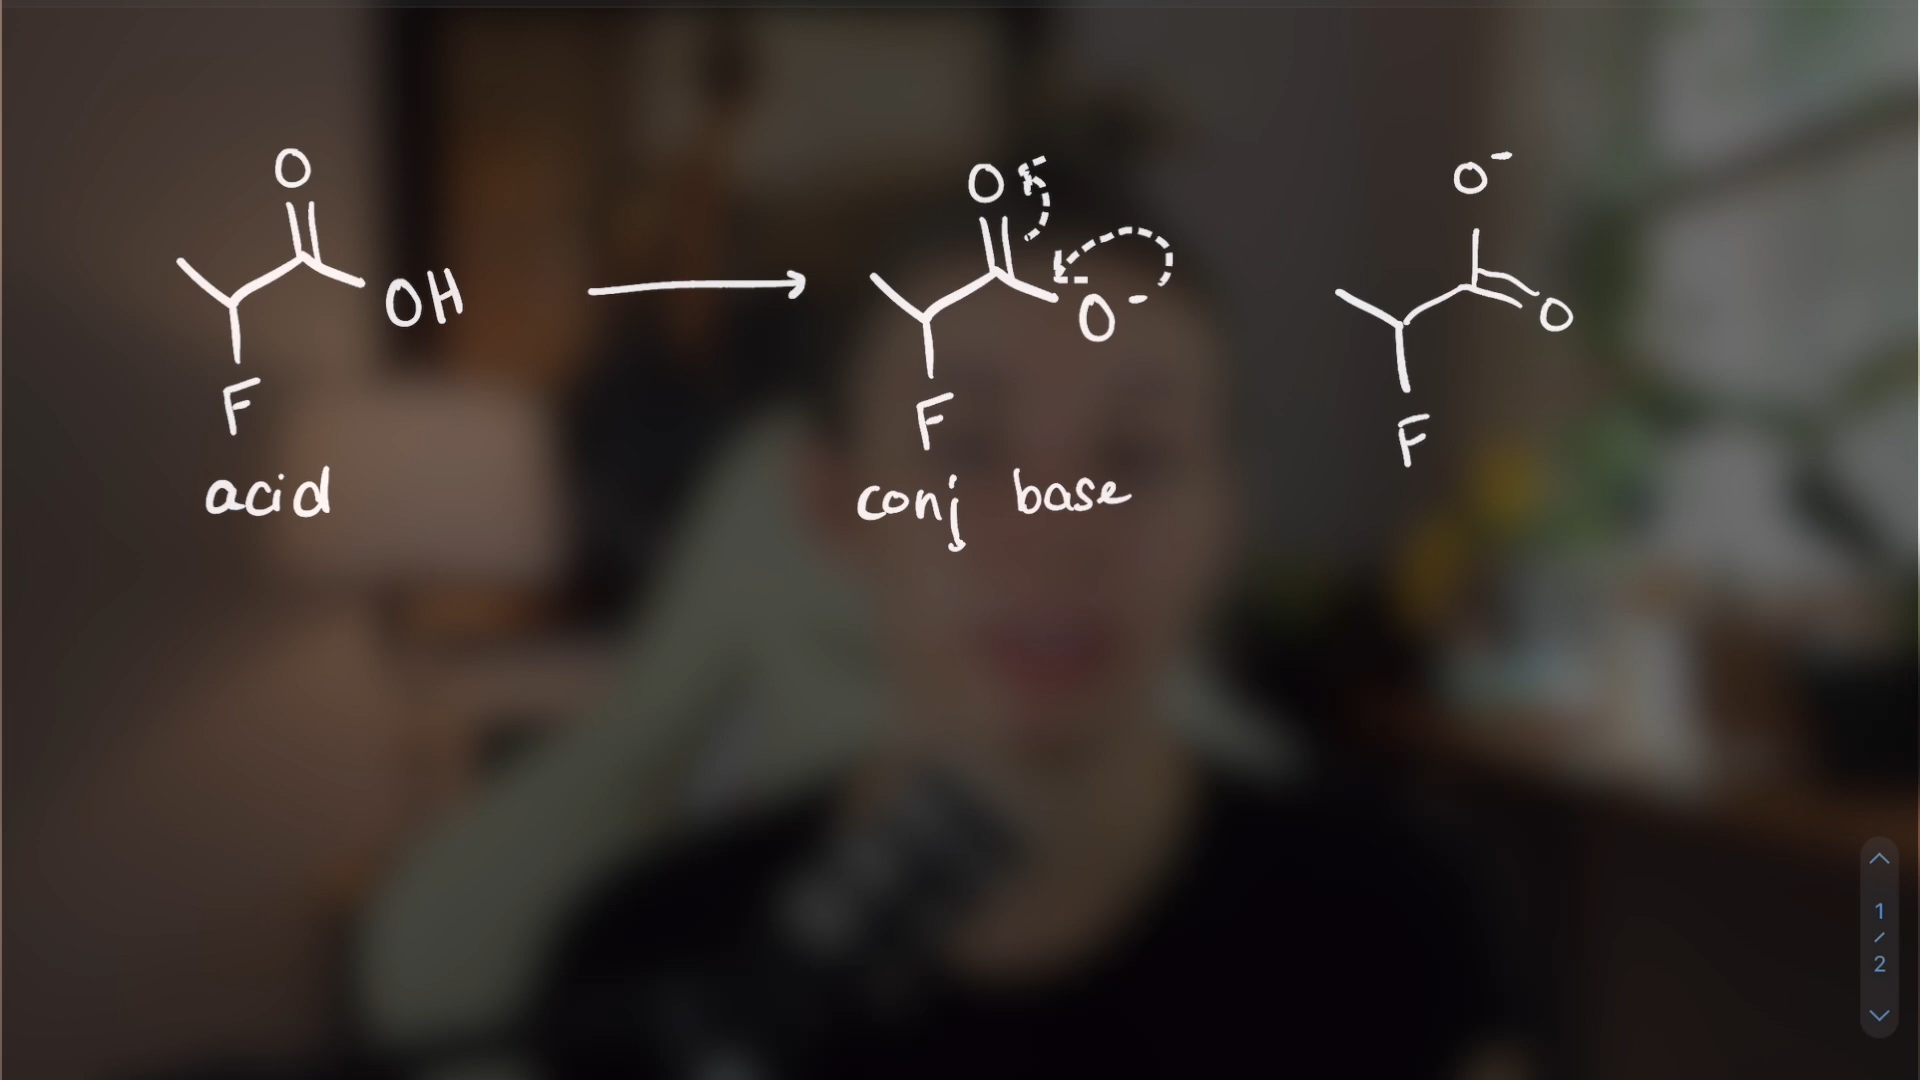 O
OH
F
acid
O
O-
F
conj base
O-
O
F
1
/
2